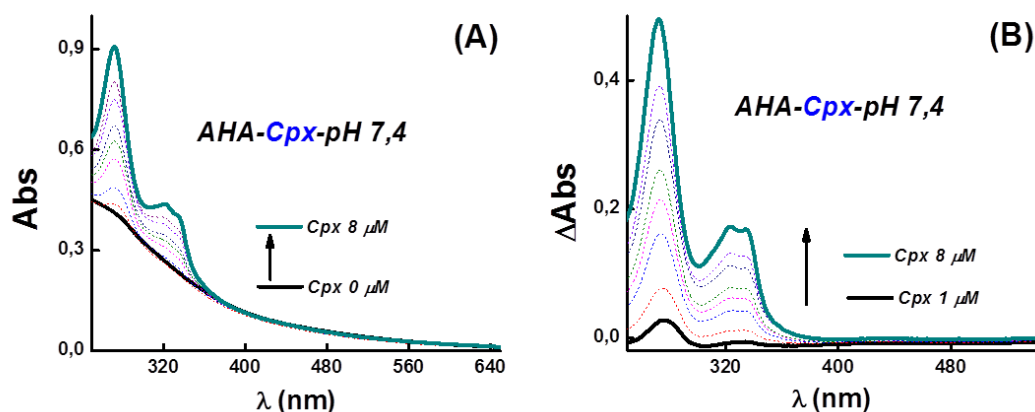 (A)
0,9
0,6
0,3
0,0
Abs
AHA-Cpx-pH 7,4
Cpx 8 μM
Cpx 0 μM
320 400 480 560 640
λ (nm)
(B)
0,4
0,2
0,0
ΔAbs
AHA-Cpx-pH 7,4
Cpx 8 μM
Cpx 1 μM
320 400 480
λ (nm)